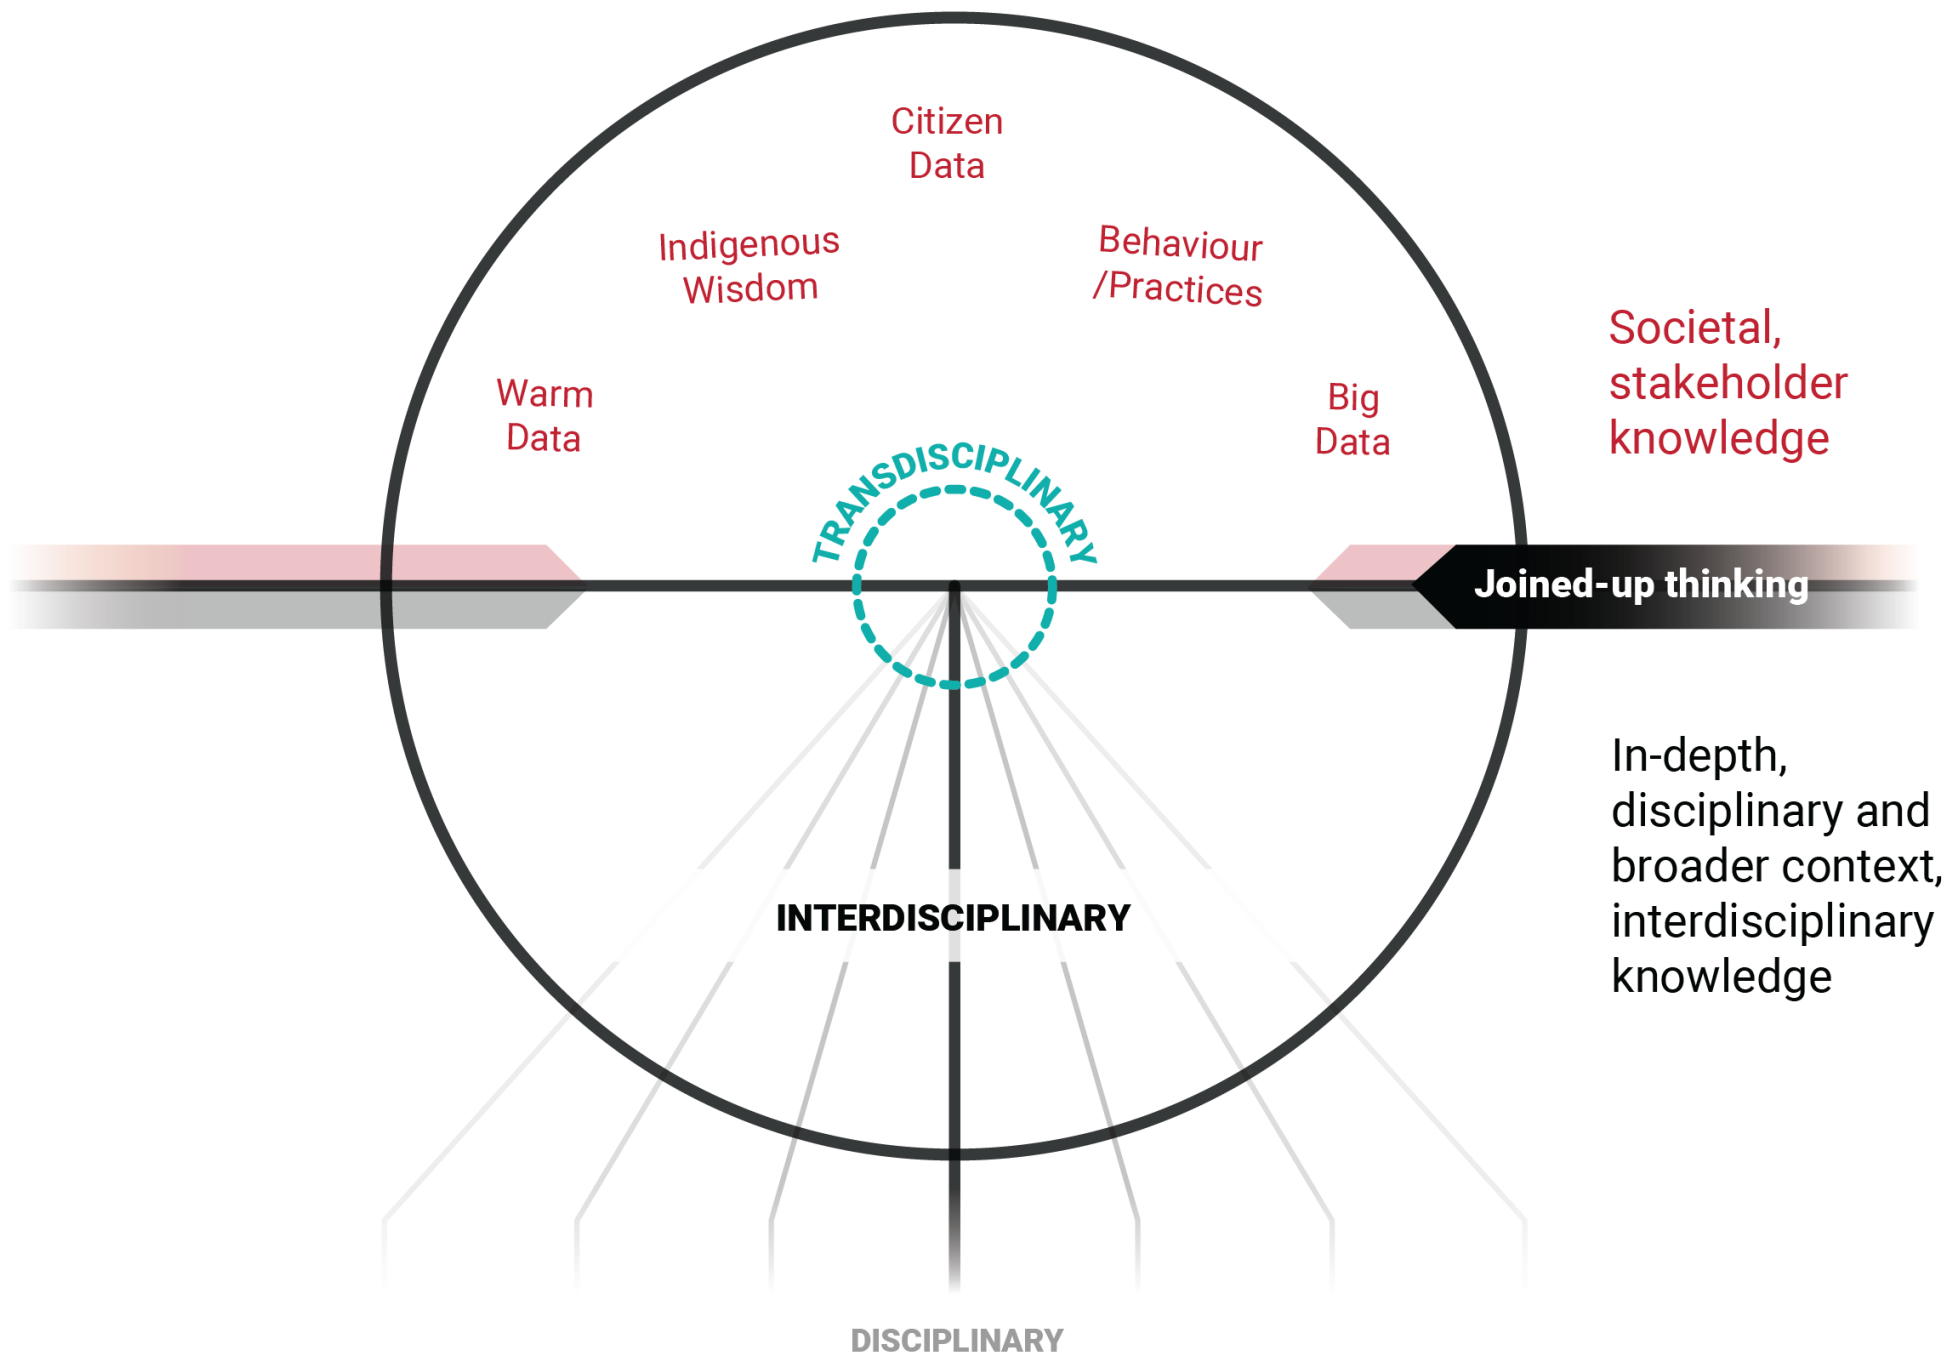 Citizen
Data
Indigenous
Wisdom
Behaviour
/Practices
Warm
Data
Big
Data
Societal,
stakeholder
knowledge
TRANSDISCIPLINARY
Joined-up thinking
In-depth,
disciplinary and
broader context,
interdisciplinary
knowledge
INTERDISCIPLINARY
DISCIPLINARY